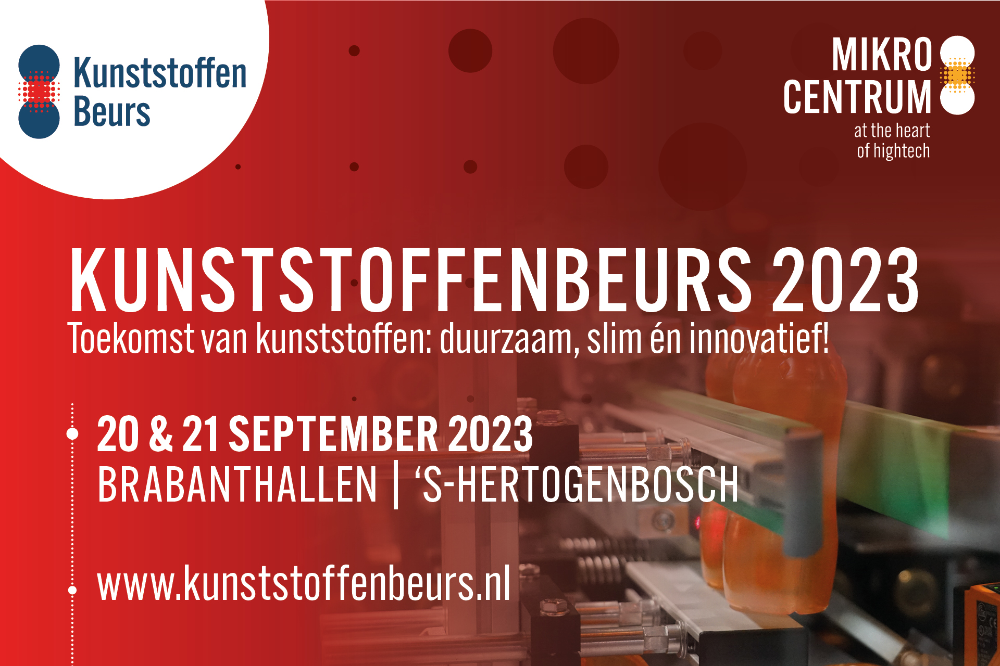 Kunststoffen
Beurs
MIKRO
CENTRUM
at the heart
of hightech
KUNSTSTOFFENBEURS 2023
Toekomst van kunststoffen: duurzaam, slim én innovatief!
20 & 21 SEPTEMBER 2023
BRABANTHALLEN | ‘S-HERTOGENBOSCH
www.kunststoffenbeurs.nl